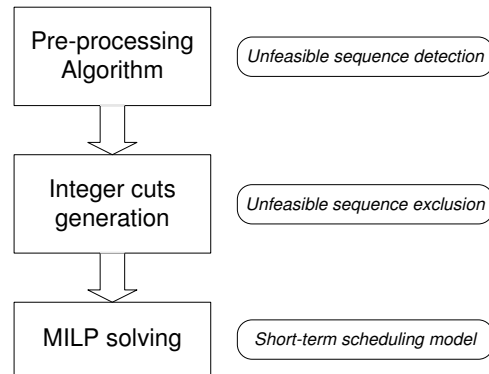 Pre-processing
Algorithm
Unfeasible sequence detection
Integer cuts
generation
Unfeasible sequence exclusion
MILP solving
Short-term scheduling model